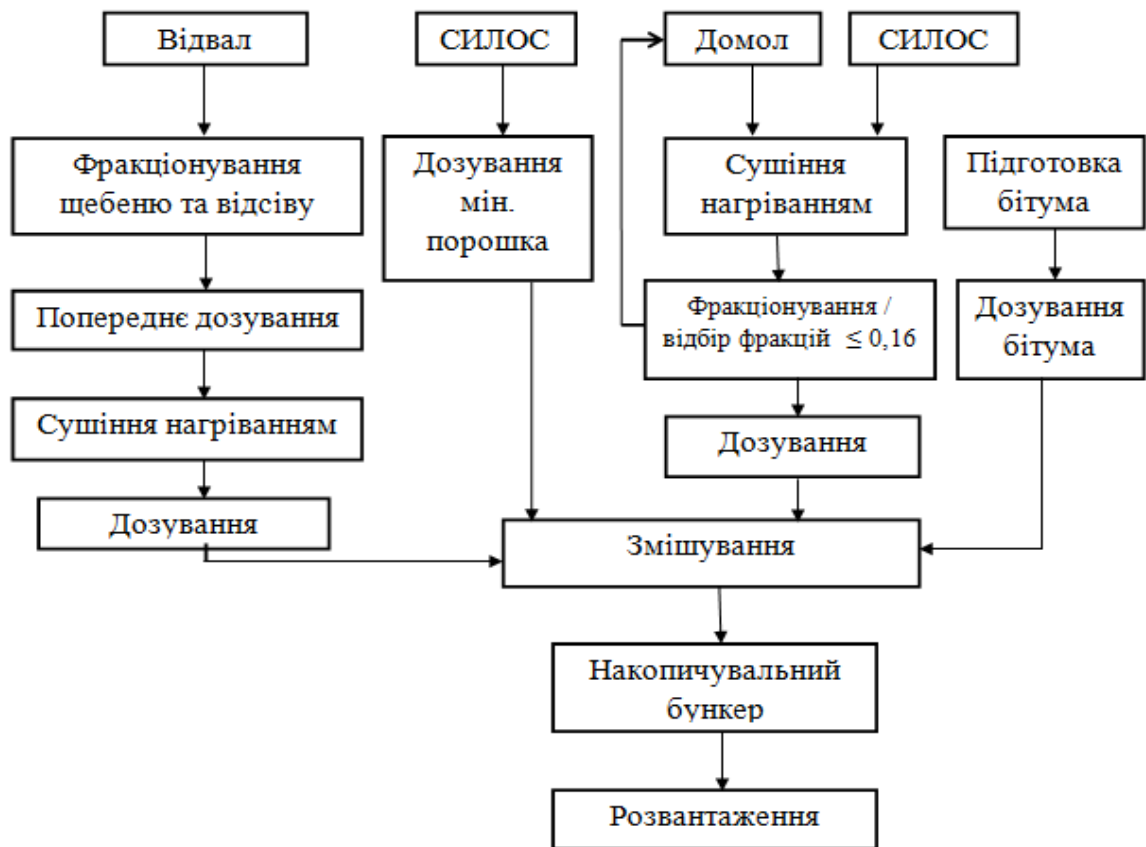 Відвал
СИЛОС
Домол
СИЛОС
Фракціонування
щебеню та відсіву
Дозування
мін.
порошка
Сушіння
нагріванням
Підготовка
бітума
Попереднє дозування
Фракціонування /
відбір фракцій ≤ 0,16
Дозування
бітума
Сушіння нагріванням
Дозування
Дозування
Змішування
Накопичувальний
бункер
Розвантаження